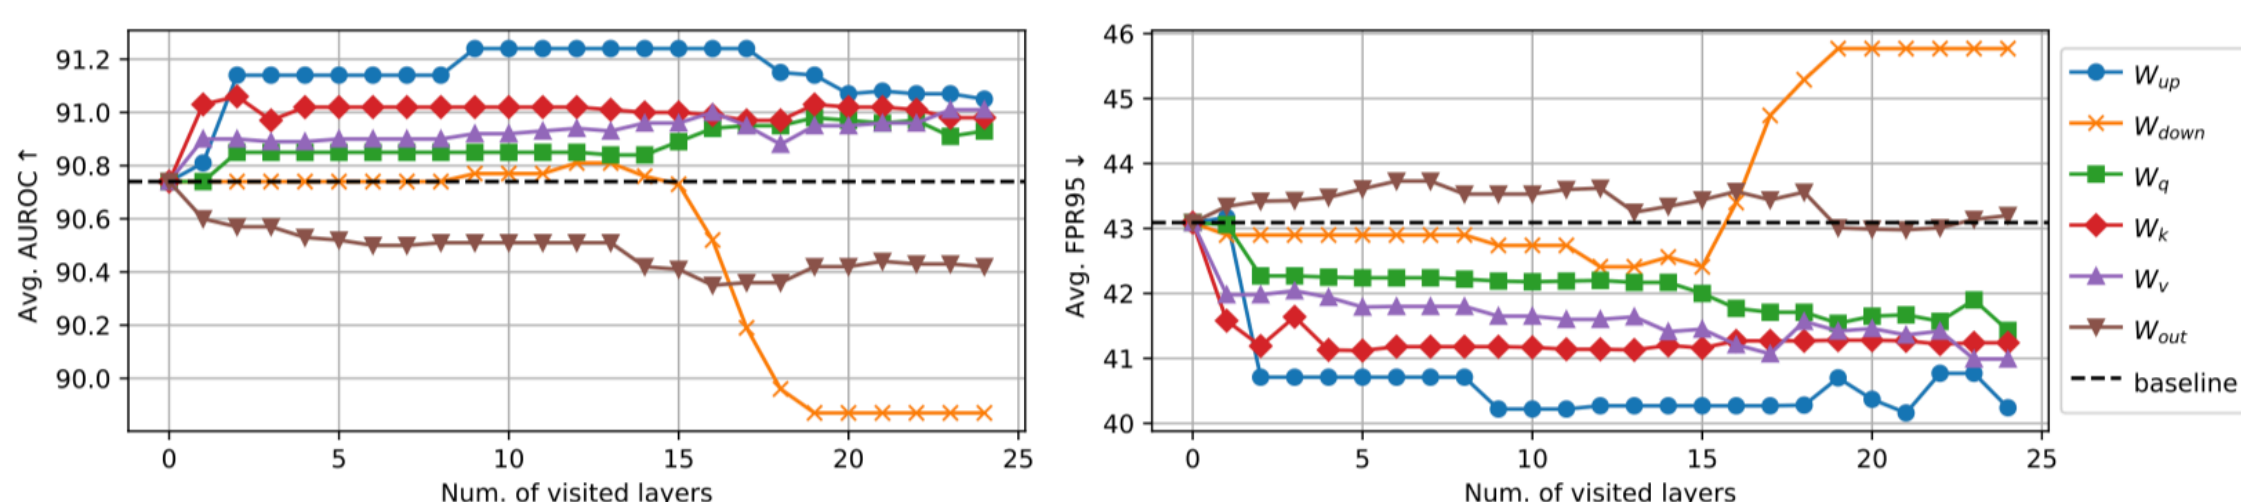 Avg. AUROC ↑
91.2
91.0
90.8
90.6
90.4
90.2
90.0
0 5 10 15 20 25
Num. of visited layers
Avg. FPR95 ↓
46
45
44
43
42
41
40
0 5 10 15 20 25
Num. of visited layers
W_up
W_down
W_q
W_k
W_v
W_out
baseline